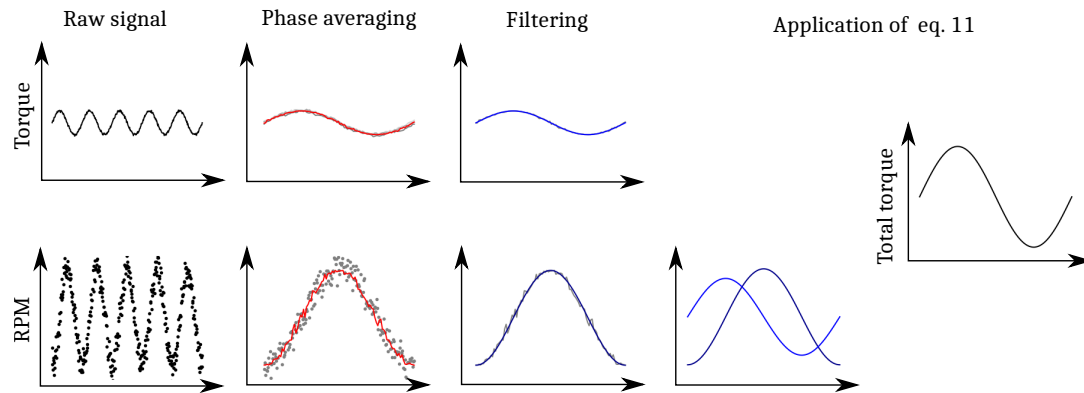 Raw signal
Phase averaging
Filtering
Application of eq. 11
Torque
Total torque
RPM